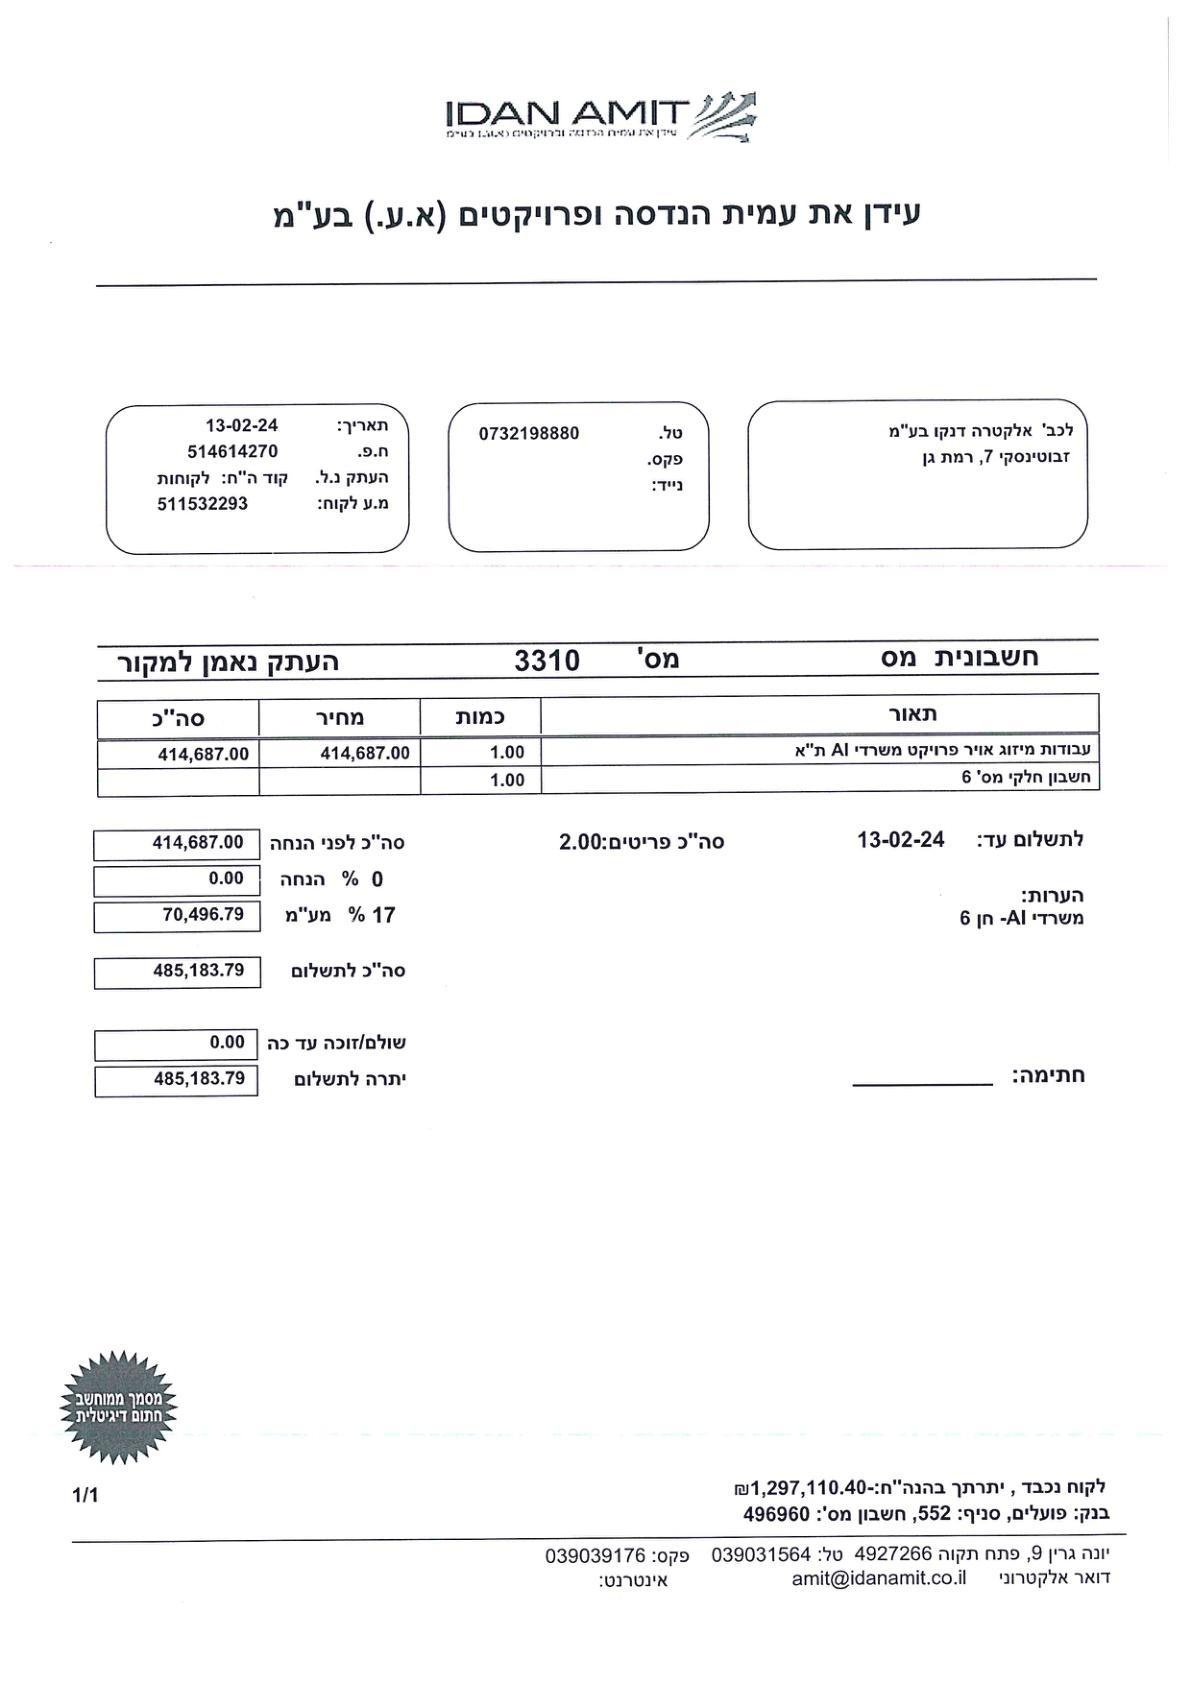 IDAN AMIT
עידן את עמית הנדסה ופרויקטים (א.ע.) בע"מ
עידן את עמית הנדסה ופרויקטים (א.ע.) בע"מ
לכב' אלקטרה דנקו בע"מ
זבוטינסקי 7, רמת גן
טל. 0732198880
פקס.
נייד:
תאריך: 13-02-24
ח.פ. 514614270
העתק נ.ל. קוד ה"ח: לקוחות
מ.ע לקוח: 511532293
חשבונית מס מס' 3310 העתק נאמן למקור
תאור כמות מחיר סה"כ
עבודות מיזוג אויר פרויקט משרדי AI ת"א 1.00 414,687.00 414,687.00
חשבון חלקי מס' 6 1.00
לתשלום עד: 13-02-24 סה"כ פריטים:2.00 סה"כ לפני הנחה 414,687.00
0 % הנחה 0.00
הערות:
משרדי AI- חן 6
17 % מע"מ 70,496.79
סה"כ לתשלום 485,183.79
שולם/זוכה עד כה 0.00
חתימה: יתרה לתשלום 485,183.79
מסמך ממוחשב
חתום דיגיטלית
לקוח נכבד , יתרתך בהנה"ח:-1,297,110.40₪
1/1
בנק: פועלים, סניף: 552, חשבון מס': 496960
יונה גרין 9, פתח תקוה 4927266 טל: 039031564 פקס: 039039176
דואר אלקטרוני amit@idanamit.co.il אינטרנט: